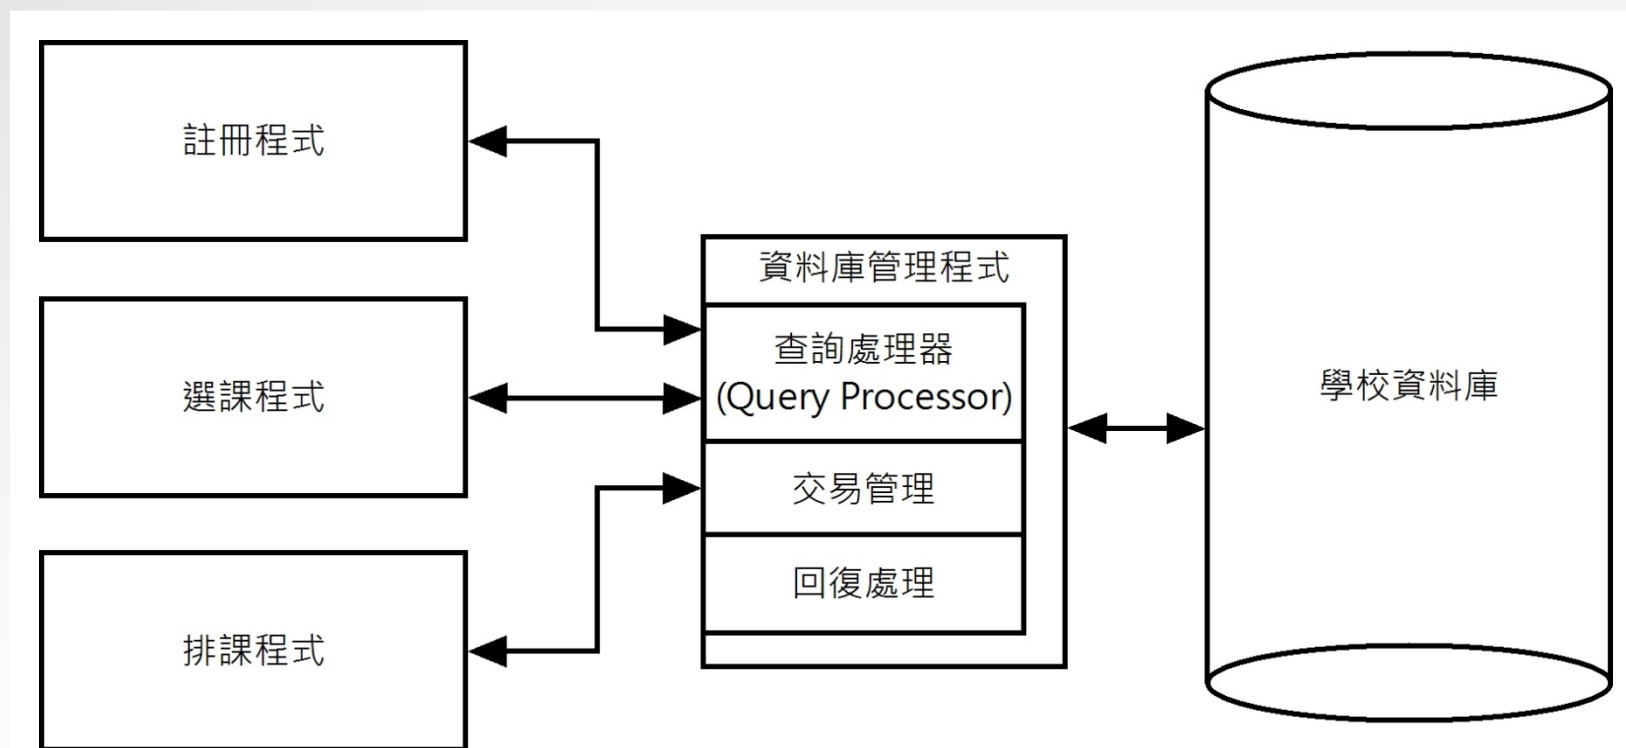 註冊程式
選課程式
排課程式
資料庫管理程式
查詢處理器
(Query Processor)
交易管理
回復處理
學校資料庫